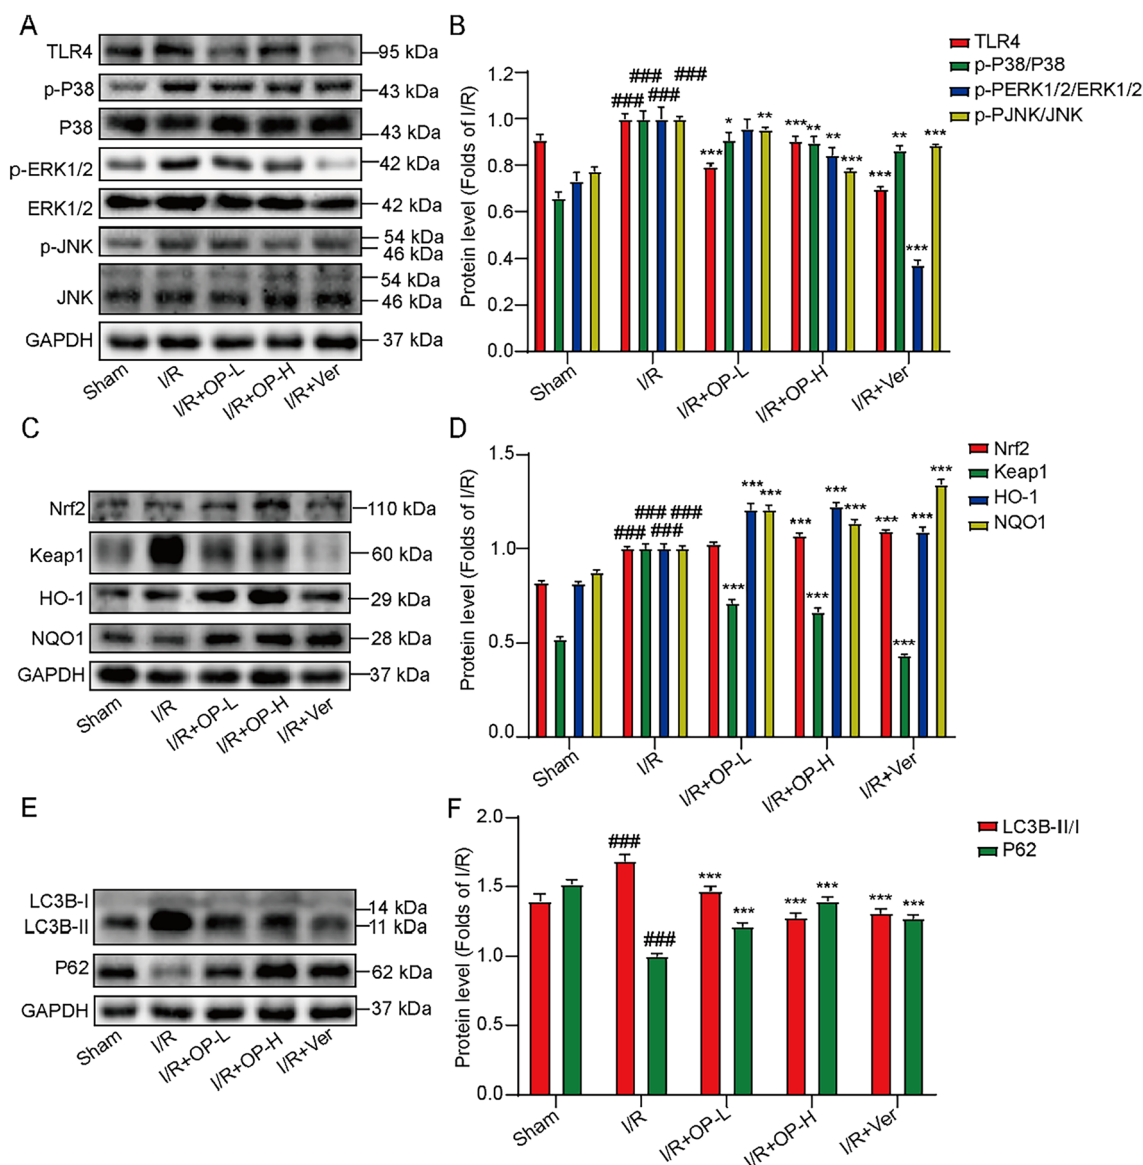 A
TLR4
95 kDa
p-P38
43 kDa
P38
43 kDa
p-ERK1/2
42 kDa
ERK1/2
42 kDa
p-JNK
54 kDa
46 kDa
JNK
54 kDa
46 kDa
GAPDH
37 kDa
Sham
I/R
I/R+OP-L
I/R+OP-H
I/R+Ver
B
TLR4
p-P38/P38
p-PERK1/2/ERK1/2
p-PJNK/JNK
Protein level (Folds of I/R)
1.2
1.0
0.8
0.6
0.4
0.2
0.0
### ###
### ###
*** * **
*** ** ** ***
*** ** *** ***
Sham
I/R
I/R+OP-L
I/R+OP-H
I/R+Ver
C
Nrf2
110 kDa
Keap1
60 kDa
HO-1
29 kDa
NQO1
28 kDa
GAPDH
37 kDa
Sham
I/R
I/R+OP-L
I/R+OP-H
I/R+Ver
D
Nrf2
Keap1
HO-1
NQO1
Protein level (Folds of I/R)
1.5
1.0
0.5
0.0
### ###
### ###
*** *** ***
*** *** *** ***
*** *** *** ***
Sham
I/R
I/R+OP-L
I/R+OP-H
I/R+Ver
E
LC3B-I
14 kDa
LC3B-II
11 kDa
P62
62 kDa
GAPDH
37 kDa
Sham
I/R
I/R+OP-L
I/R+OP-H
I/R+Ver
F
LC3B-II/I
P62
Protein level (Folds of I/R)
2.0
1.5
1.0
0.5
0.0
### ###
*** ***
*** ***
*** ***
Sham
I/R
I/R+OP-L
I/R+OP-H
I/R+Ver